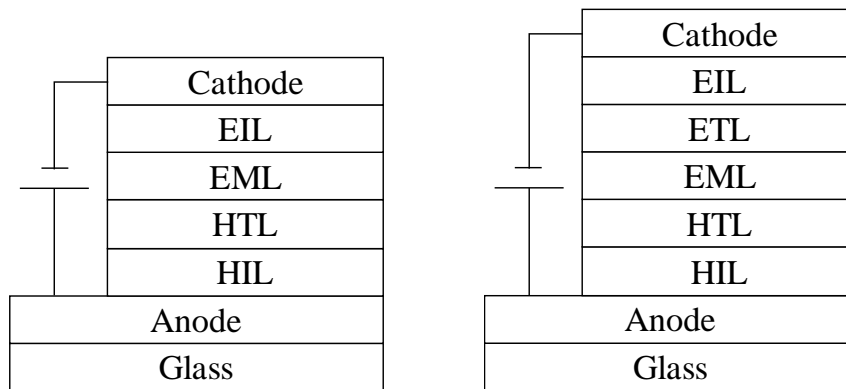 Cathode
EIL
EML
HTL
HIL
Anode
Glass
Cathode
EIL
ETL
EML
HTL
HIL
Anode
Glass